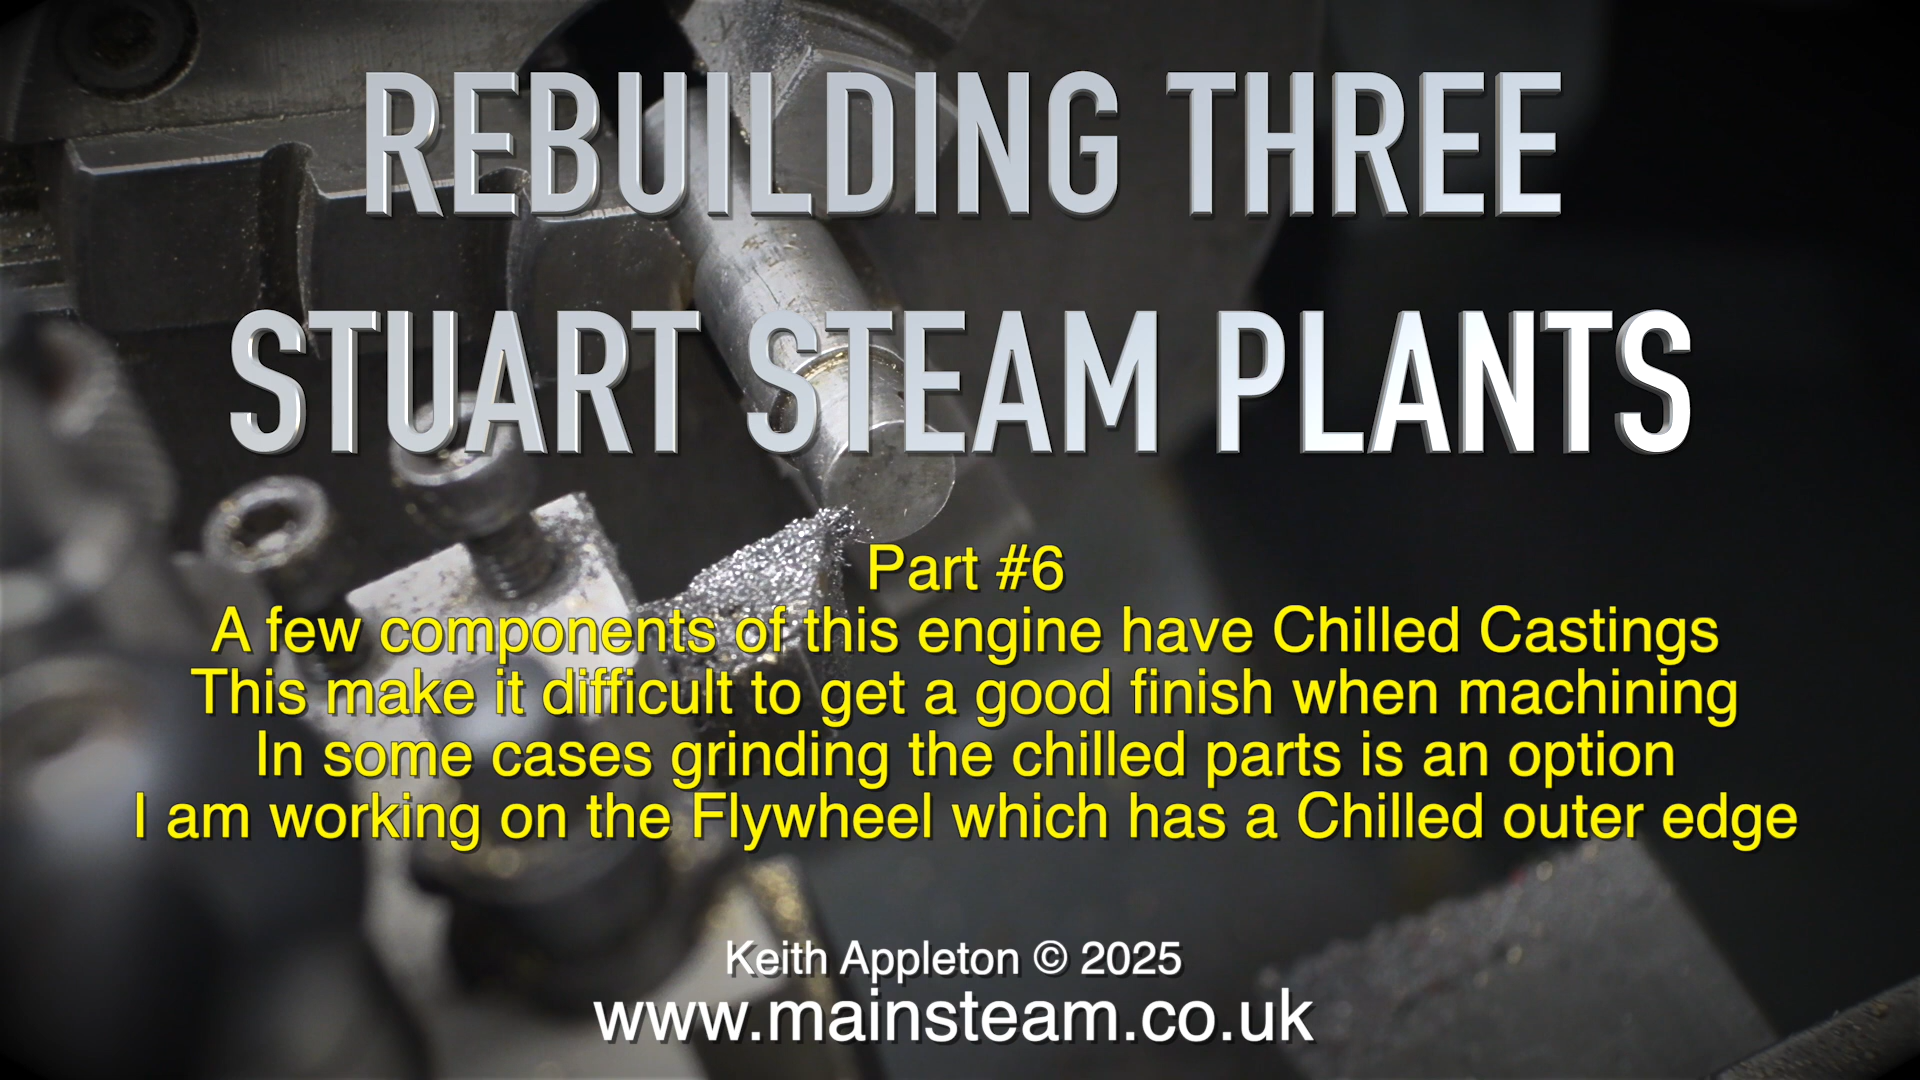 REBUILDING THREE
STUART STEAM PLANTS
Part #6
A few components of this engine have Chilled Castings
This make it difficult to get a good finish when machining
In some cases grinding the chilled parts is an option
I am working on the Flywheel which has a Chilled outer edge
Keith Appleton © 2025
www.mainsteam.co.uk